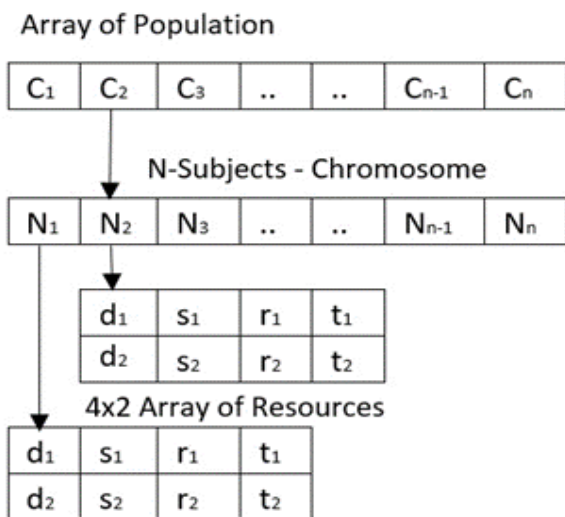 Array of Population
C₁ C₂ C₃ .. .. Cₙ₋₁ Cₙ
N-Subjects - Chromosome
N₁ N₂ N₃ .. .. Nₙ₋₁ Nₙ
d₁ s₁ r₁ t₁
d₂ s₂ r₂ t₂
4x2 Array of Resources
d₁ s₁ r₁ t₁
d₂ s₂ r₂ t₂